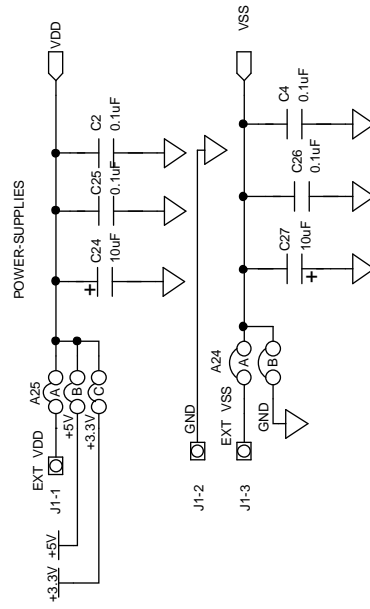 POWER-SUPPLIES
VDD
C2
0.1uF
C25
0.1uF
C24
10uF
+
A25
A
B
C
+5V
+3.3V
EXT VDD
J1-1
+5V
+3.3V
GND
J1-2
VSS
C4
0.1uF
C26
0.1uF
C27
10uF
+
A24
A
B
EXT VSS
GND
J1-3